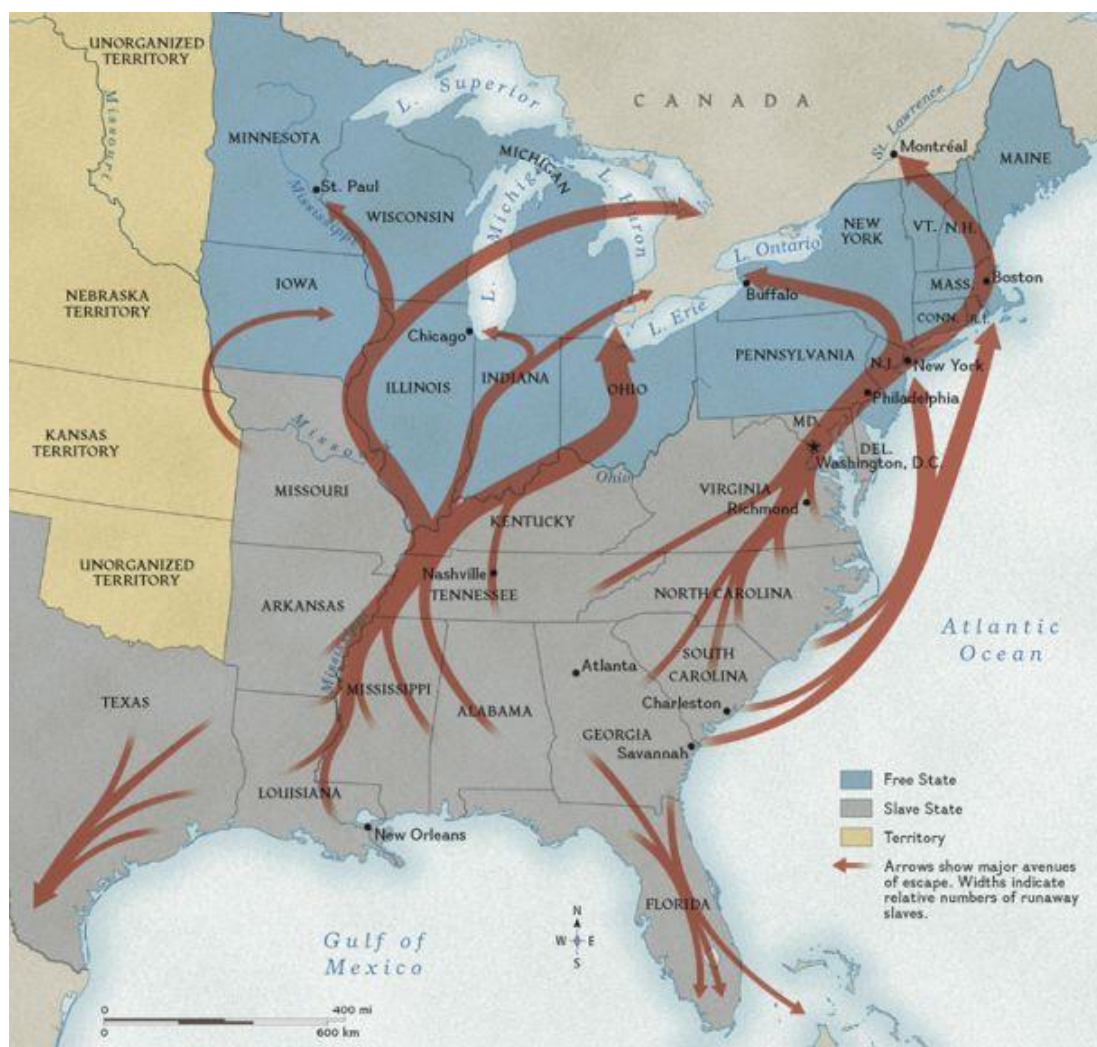 UNORGANIZED
TERRITORY
Missouri
MINNESOTA
St. Paul
Mississippi
L. Superior
WISCONSIN
MICHIGAN
L. Michigan
L. Huron
CANADA
St. Lawrence
Montréal
MAINE
VT.
N.H.
NEW
YORK
L. Ontario
Buffalo
MASS.
Boston
CONN.
R.I.
L. Erie
NEBRASKA
TERRITORY
IOWA
Chicago
ILLINOIS
INDIANA
OHIO
PENNSYLVANIA
N.J.
New York
Philadelphia
MD.
DEL.
Washington, D.C.
KANSAS
TERRITORY
Missouri
MISSOURI
Ohio
VIRGINIA
Richmond
KENTUCKY
UNORGANIZED
TERRITORY
Nashville
TENNESSEE
ARKANSAS
NORTH CAROLINA
Atlantic
Ocean
SOUTH
CAROLINA
Atlanta
Charleston
TEXAS
MISSISSIPPI
ALABAMA
GEORGIA
Savannah
LOUISIANA
New Orleans
FLORIDA
Gulf of
Mexico
N
W E
S
0 400 mi
0 600 km
Free State
Slave State
Territory
Arrows show major avenues
of escape. Widths indicate
relative numbers of runaway
slaves.